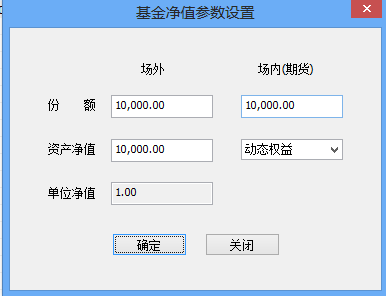 基金净值参数设置
场外 场内(期货)
份 额 10,000.00 10,000.00
资产净值 10,000.00 动态权益
单位净值 1.00
确定 关闭